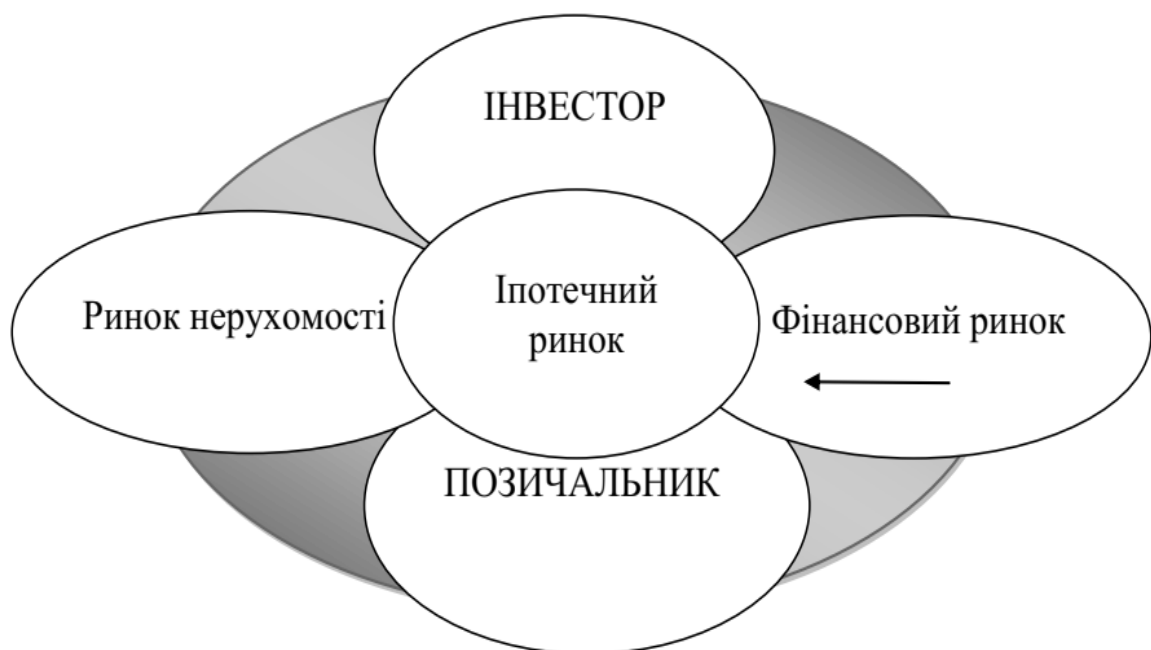 ІНВЕСТОР
Ринок нерухомості
Іпотечний
ринок
Фінансовий ринок
ПОЗИЧАЛЬНИК